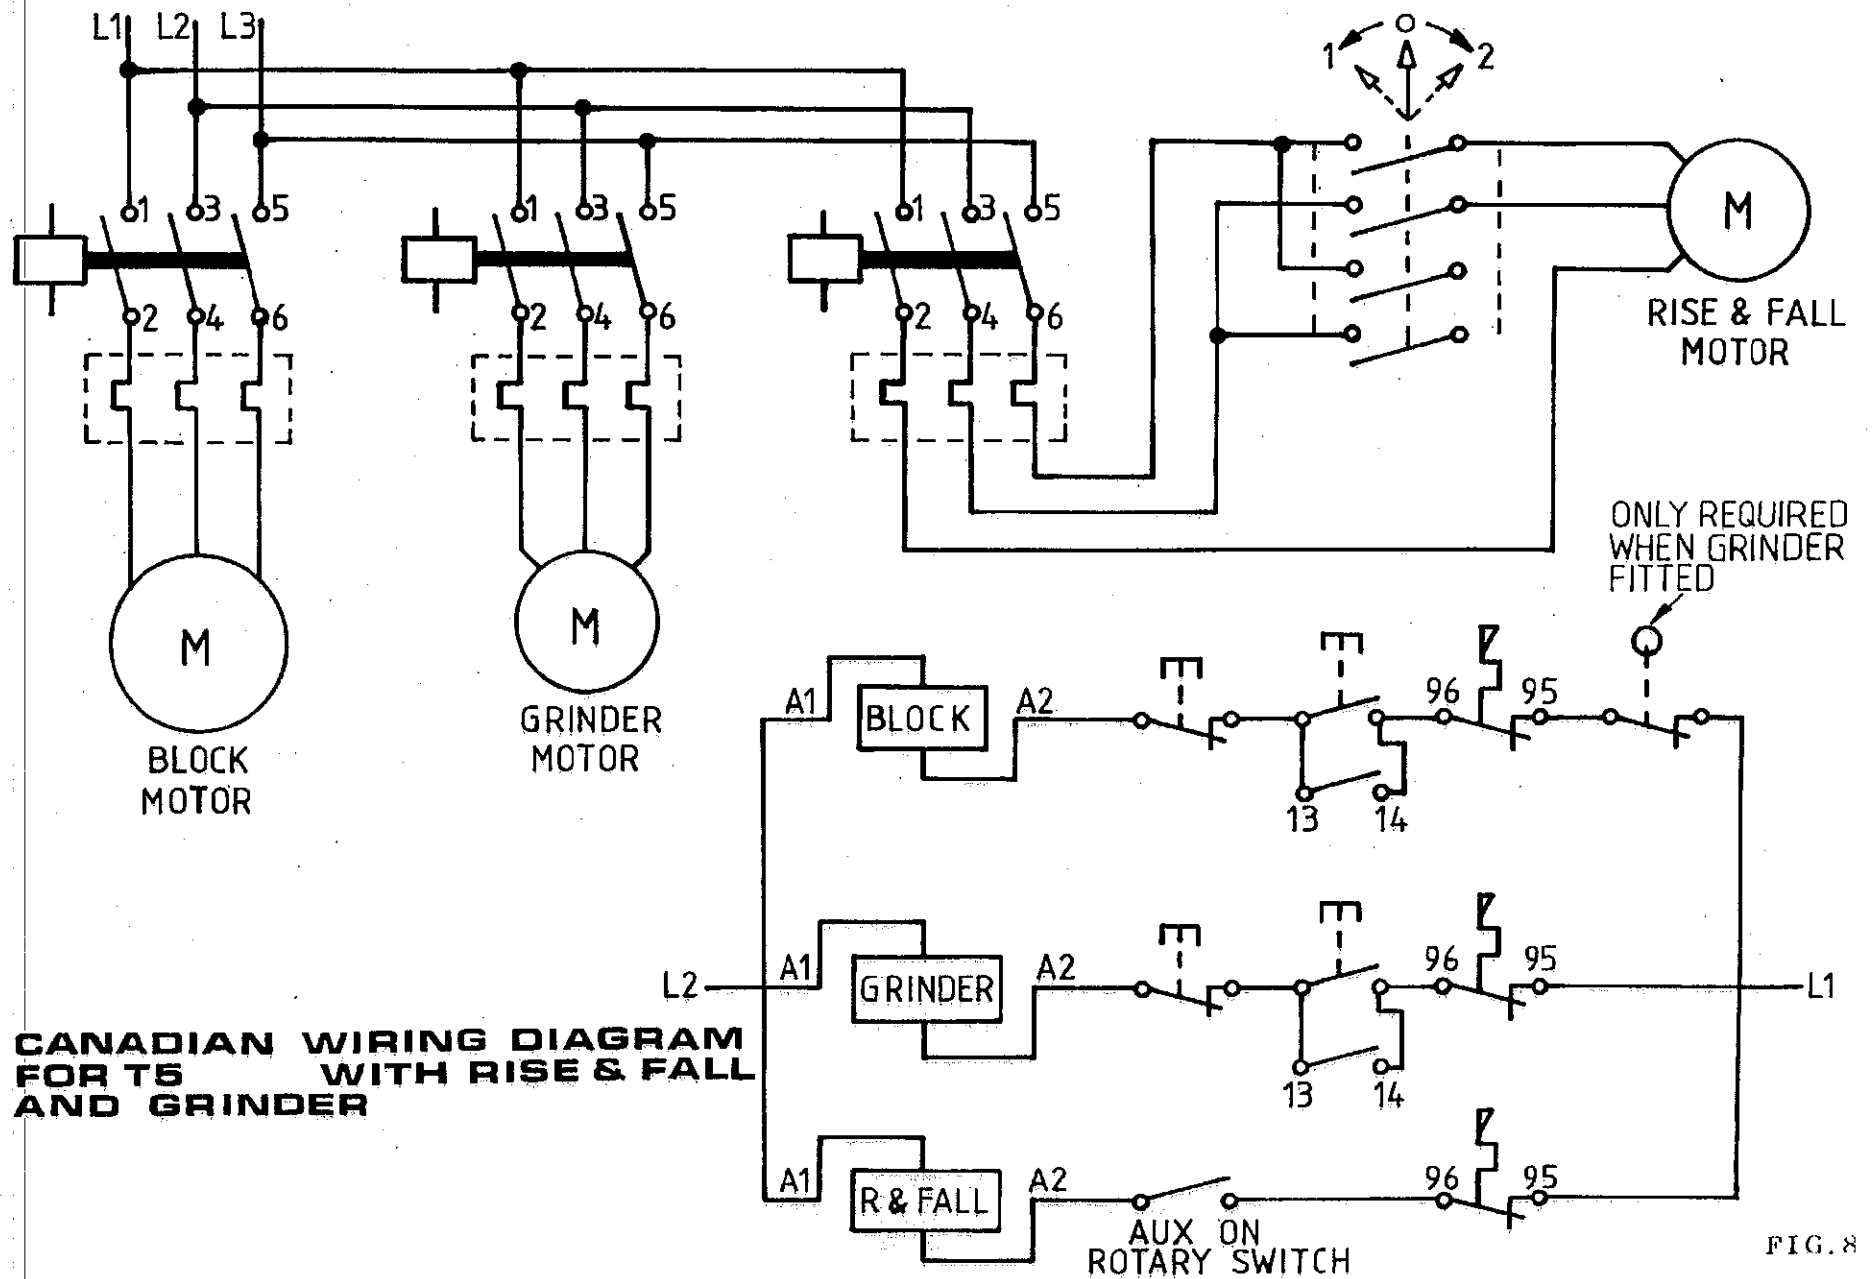 L1 L2 L3
O
1 2
1 3 5
1 3 5
1 3 5
2 4 6
2 4 6
2 4 6
M
RISE & FALL
MOTOR
M
BLOCK
MOTOR
M
GRINDER
MOTOR
ONLY REQUIRED
WHEN GRINDER
FITTED
A1 BLOCK A2 96 95
13 14
L2 A1 GRINDER A2 96 95 L1
13 14
A1 R & FALL A2 96 95
AUX ON
ROTARY SWITCH
CANADIAN WIRING DIAGRAM
FOR T5 WITH RISE & FALL
AND GRINDER
FIG. 8